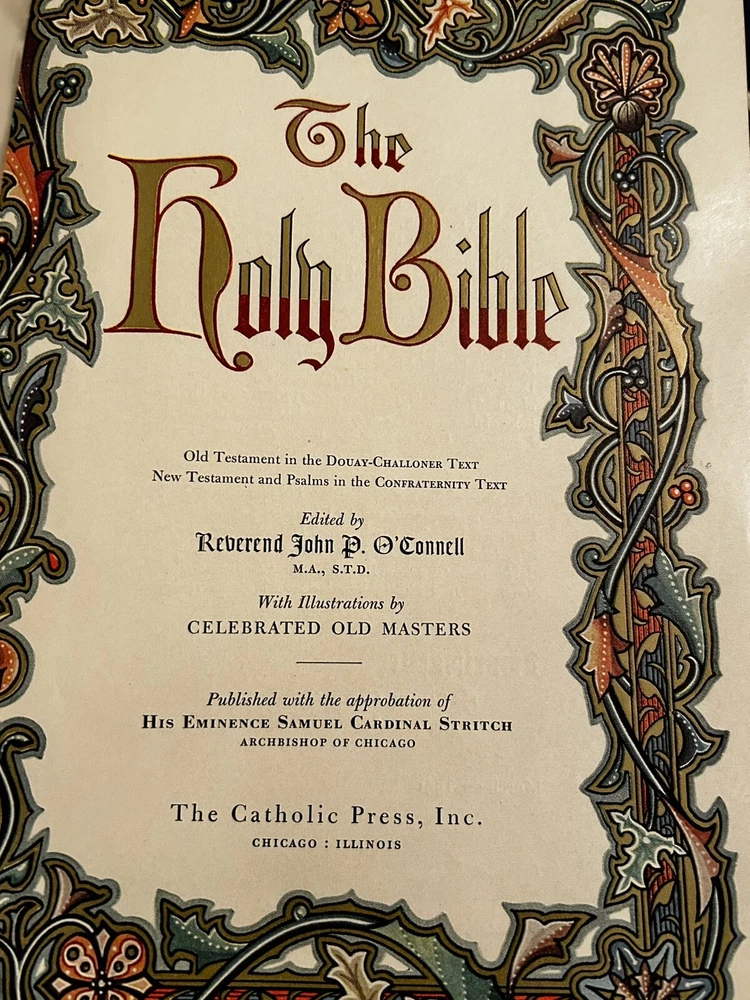 The
Holy Bible
Old Testament in the DOUAY-CHALLONER TEXT
New Testament and Psalms in the CONFRATERNITY TEXT
Edited by
Reverend John P. O'Connell
M.A., S.T.D.
With Illustrations by
CELEBRATED OLD MASTERS
Published with the approbation of
HIS EMINENCE SAMUEL CARDINAL STRITCH
ARCHBISHOP OF CHICAGO
The Catholic Press, Inc.
CHICAGO : ILLINOIS